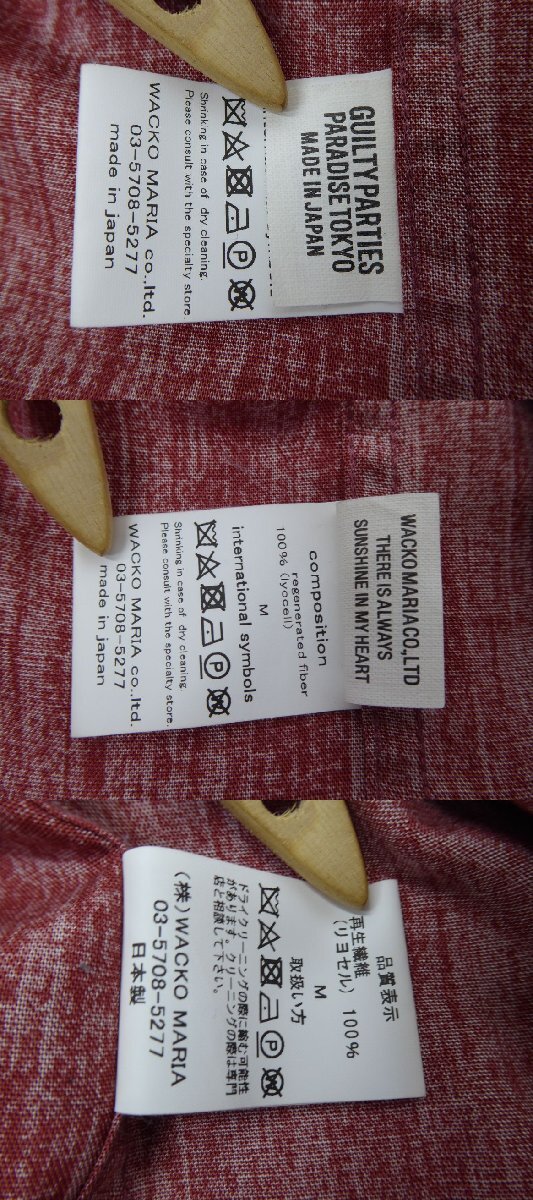 GUILTY PARTIES
PARADISE TOKYO
MADE IN JAPAN
Shrinking in case of dry cleaning.
Please consult with the specialty store.
WACKO MARIA co.,ltd.
03-5708-5277
made in japan
WACKO MARIA CO,.LTD
THERE IS ALWAYS
SUNSHINE IN MY HEART
composition
regenerated fiber
100% (lyocell)
M
international symbols
Shrinking in case of dry cleaning.
Please consult with the specialty store.
WACKO MARIA co.,ltd.
03-5708-5277
made in japan
品質表示
再生繊維
(リヨセル) 100%
M
取扱い方
ドライクリーニングの際に縮む可能性
があります。クリーニングの際は専門
店と相談して下さい。
(株) WACKO MARIA
03-5708-5277
日本製